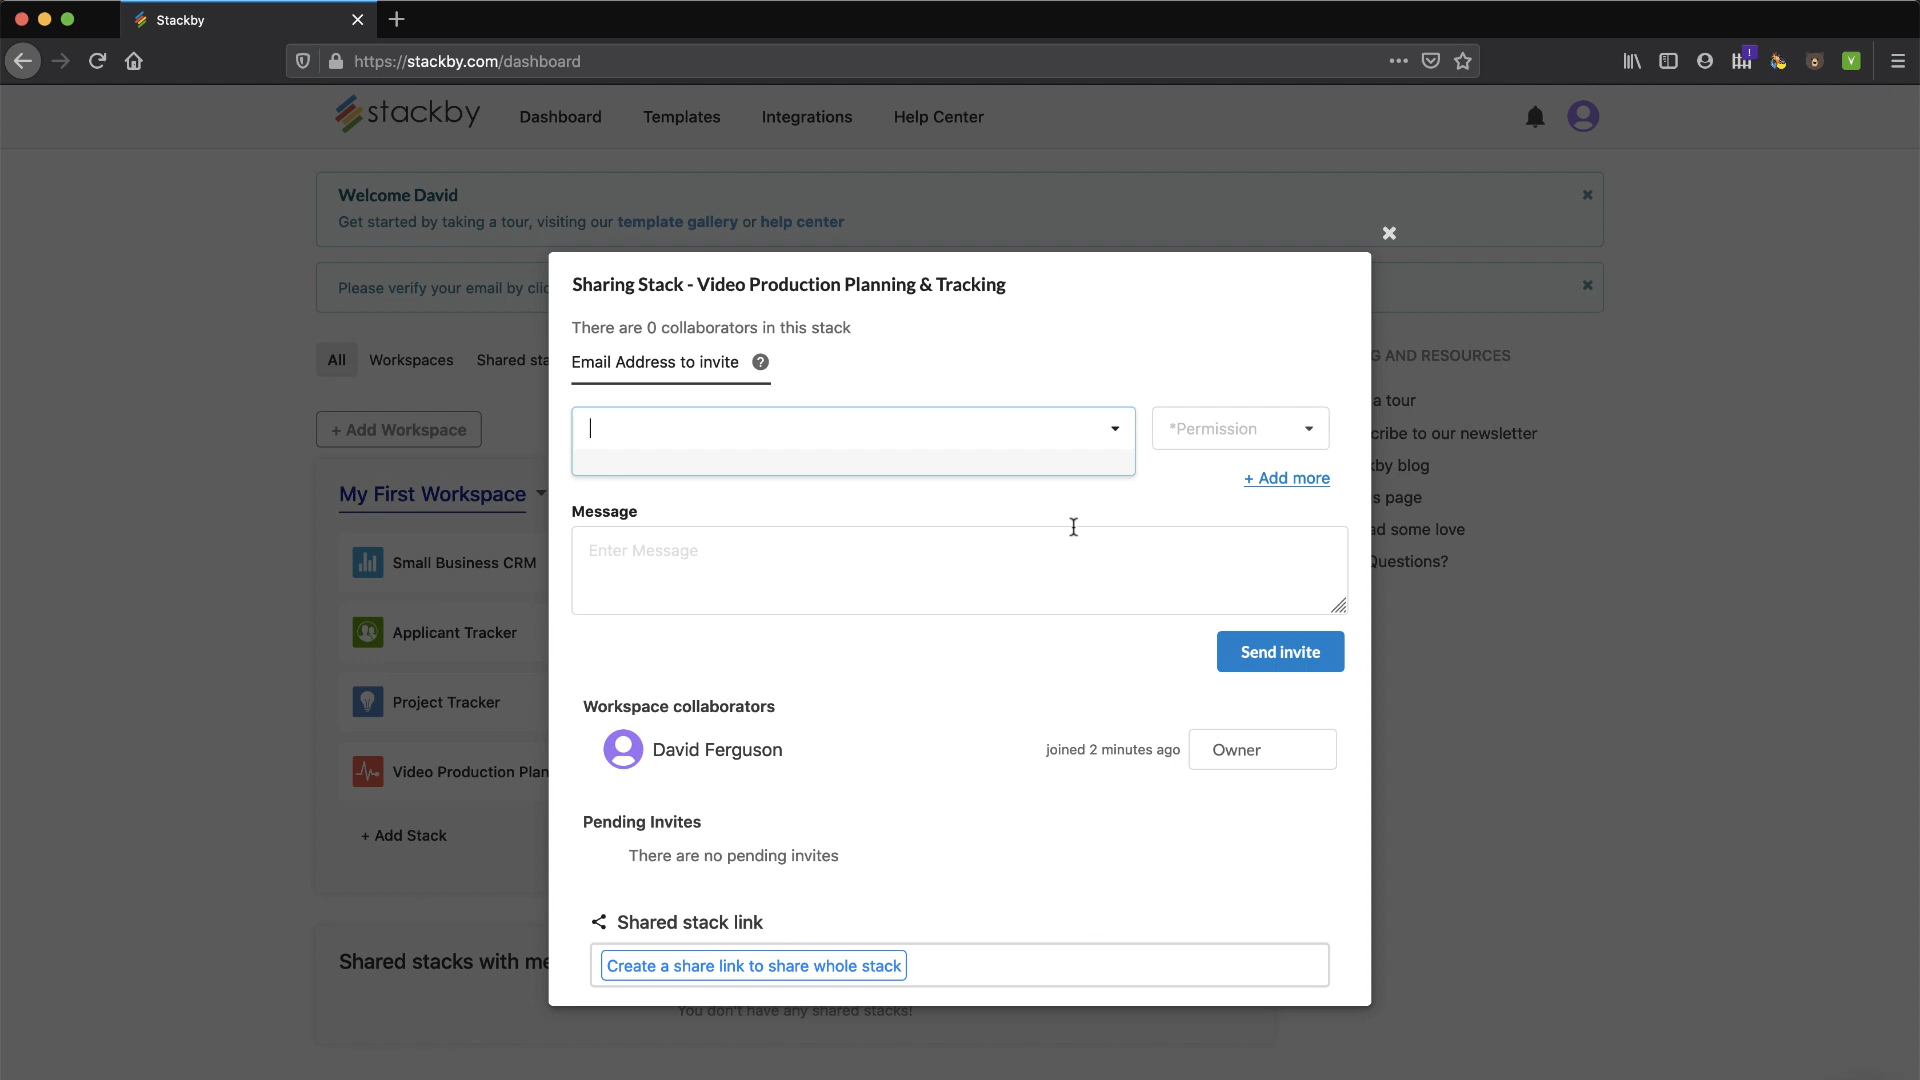 Stackby
https://stackby.com/dashboard
stackby
Dashboard
Templates
Integrations
Help Center
Welcome David
Get started by taking a tour, visiting our template gallery or help center
Please verify your email by clic
All
Workspaces
Shared sta
+ Add Workspace
My First Workspace
Small Business CRM
Applicant Tracker
Project Tracker
Video Production Plan
+ Add Stack
Shared stacks with me
You don't have any shared stacks!
G AND RESOURCES
a tour
cribe to our newsletter
kby blog
s page
ad some love
Questions?
Sharing Stack - Video Production Planning & Tracking
There are 0 collaborators in this stack
Email Address to invite ?
*Permission
+ Add more
Message
Enter Message
Send invite
Workspace collaborators
David Ferguson
joined 2 minutes ago
Owner
Pending Invites
There are no pending invites
Shared stack link
Create a share link to share whole stack